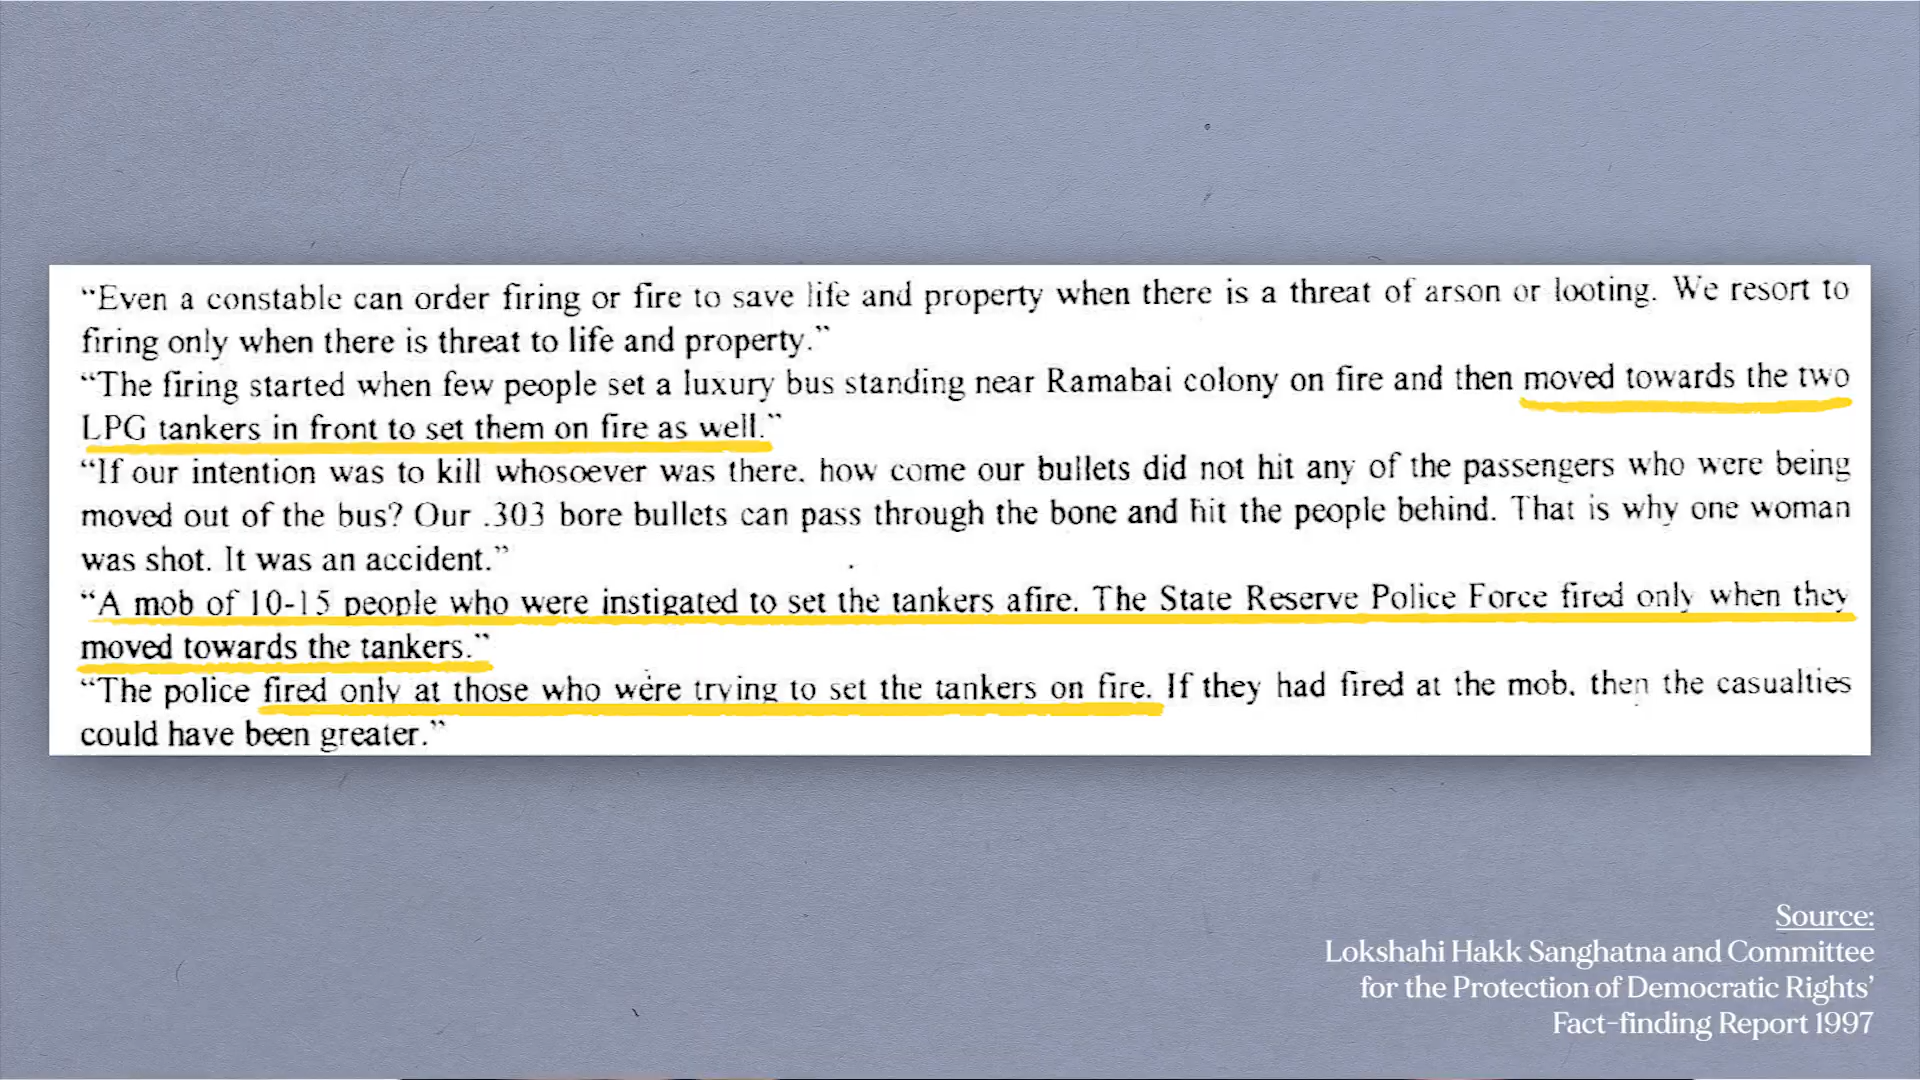 “Even a constable can order firing or fire to save life and property when there is a threat of arson or looting. We resort to
firing only when there is threat to life and property.”
“The firing started when few people set a luxury bus standing near Ramabai colony on fire and then moved towards the two
LPG tankers in front to set them on fire as well.”
“If our intention was to kill whosoever was there. how come our bullets did not hit any of the passengers who were being
moved out of the bus? Our .303 bore bullets can pass through the bone and hit the people behind. That is why one woman
was shot. It was an accident.”
“A mob of 10-15 people who were instigated to set the tankers afire. The State Reserve Police Force fired only when they
moved towards the tankers.”
“The police fired only at those who were trying to set the tankers on fire. If they had fired at the mob. then the casualties
could have been greater.”
Source:
Lokshahi Hakk Sanghatna and Committee
for the Protection of Democratic Rights’
Fact-finding Report 1997